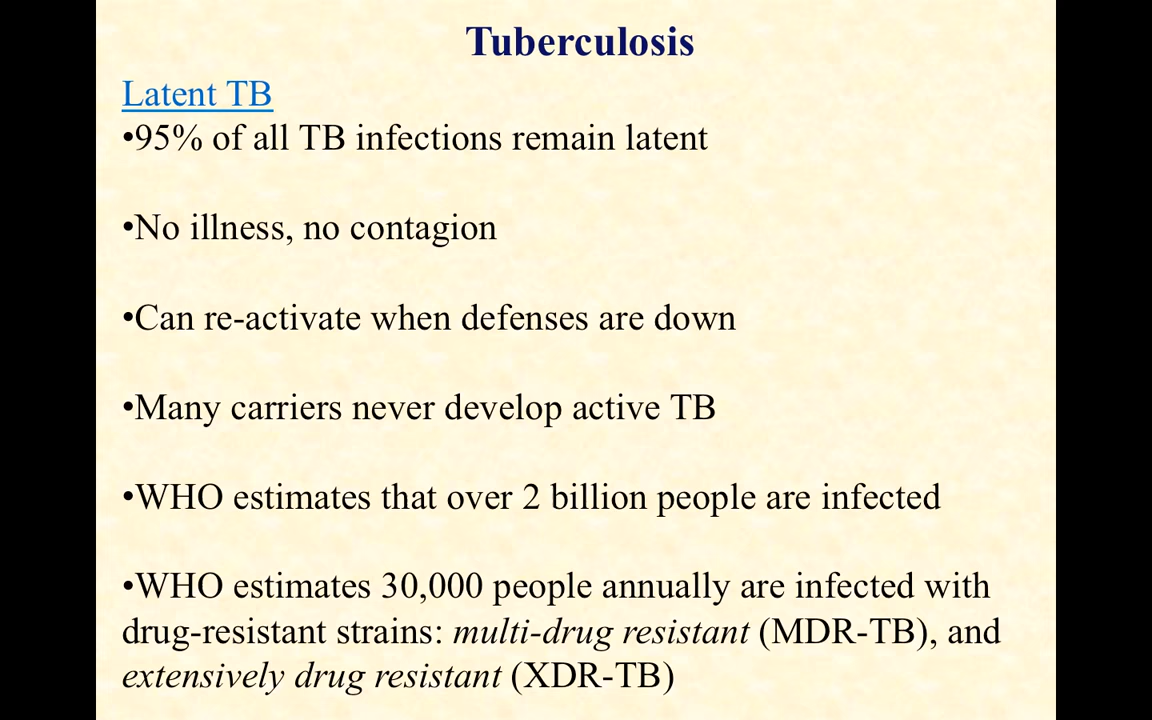 Tuberculosis
Latent TB
•95% of all TB infections remain latent
•No illness, no contagion
•Can re-activate when defenses are down
•Many carriers never develop active TB
•WHO estimates that over 2 billion people are infected
•WHO estimates 30,000 people annually are infected with
drug-resistant strains: multi-drug resistant (MDR-TB), and
extensively drug resistant (XDR-TB)